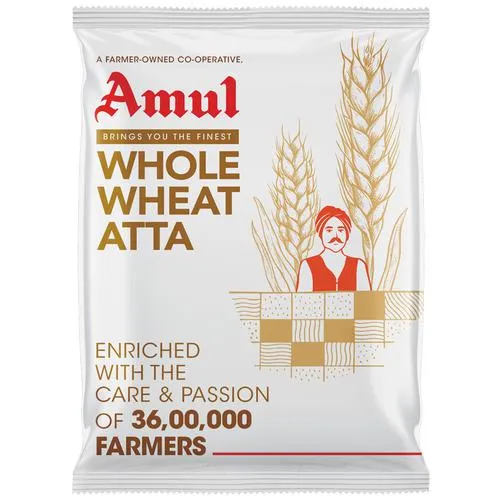 A FARMER-OWNED CO-OPERATIVE,
Amul
BRINGS YOU THE FINEST
WHOLE
WHEAT
ATTA
ENRICHED
WITH THE
CARE & PASSION
OF 36,00,000
FARMERS